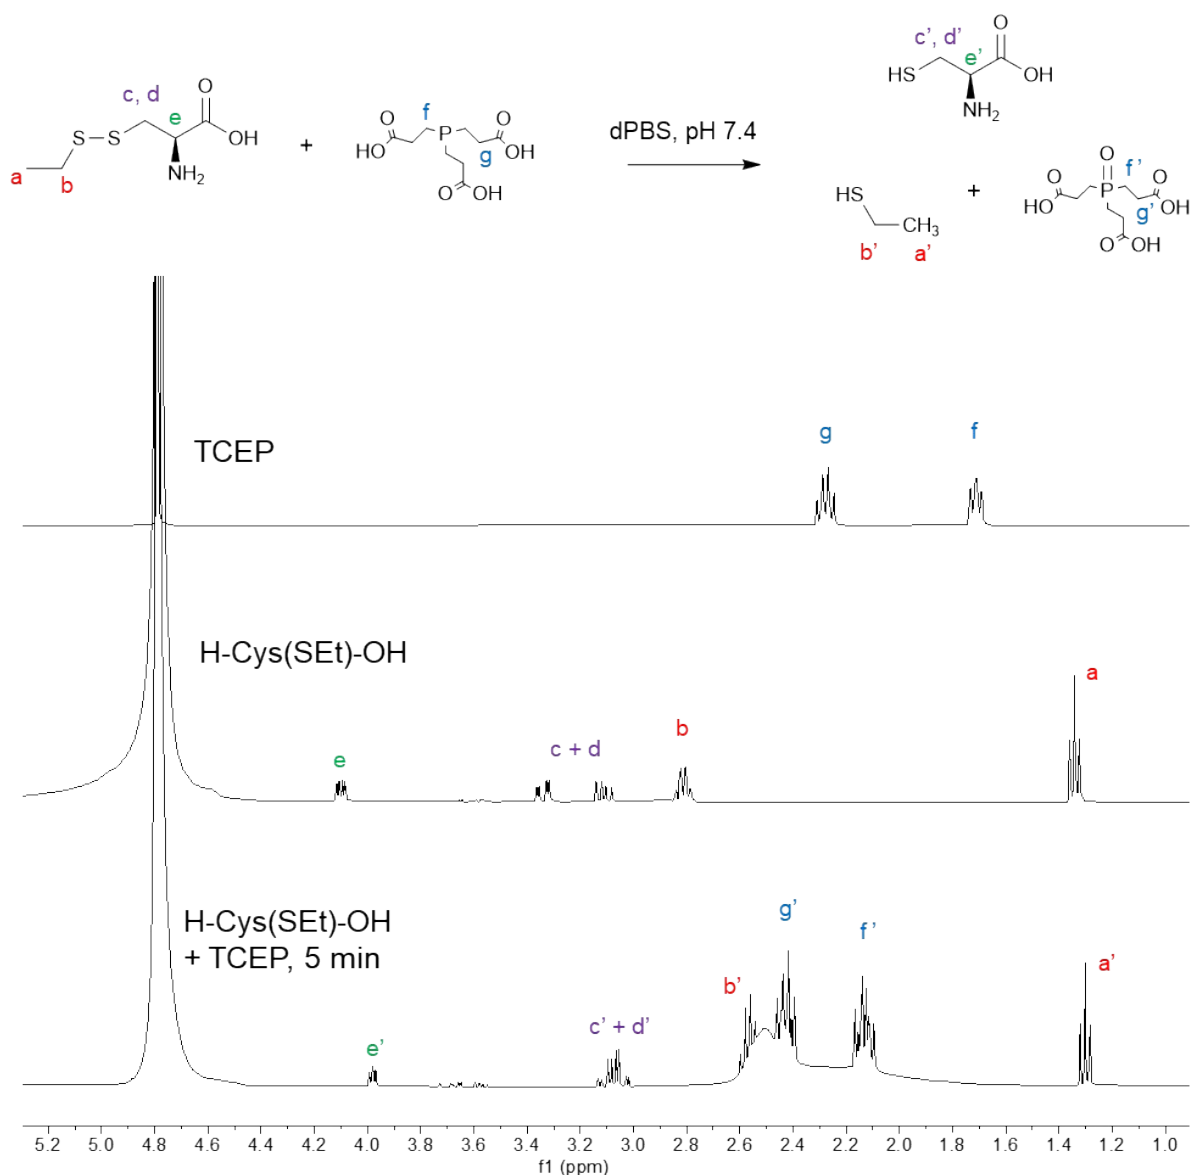 c, d
e
O
OH
S
S
NH2
a
b
+
f
g
O
HO
P
O
OH
O
OH
dPBS, pH 7.4
c', d'
e'
O
HS
OH
NH2
HS
CH3
b'
a'
+
O
f'
O
HO
P
O
OH
g'
O
OH
TCEP
g
f
H-Cys(SEt)-OH
e
c + d
b
a
H-Cys(SEt)-OH
+ TCEP, 5 min
e'
c' + d'
b'
g'
f'
a'
5.2 5.0 4.8 4.6 4.4 4.2 4.0 3.8 3.6 3.4 3.2 3.0 2.8 2.6 2.4 2.2 2.0 1.8 1.6 1.4 1.2 1.0
f1 (ppm)